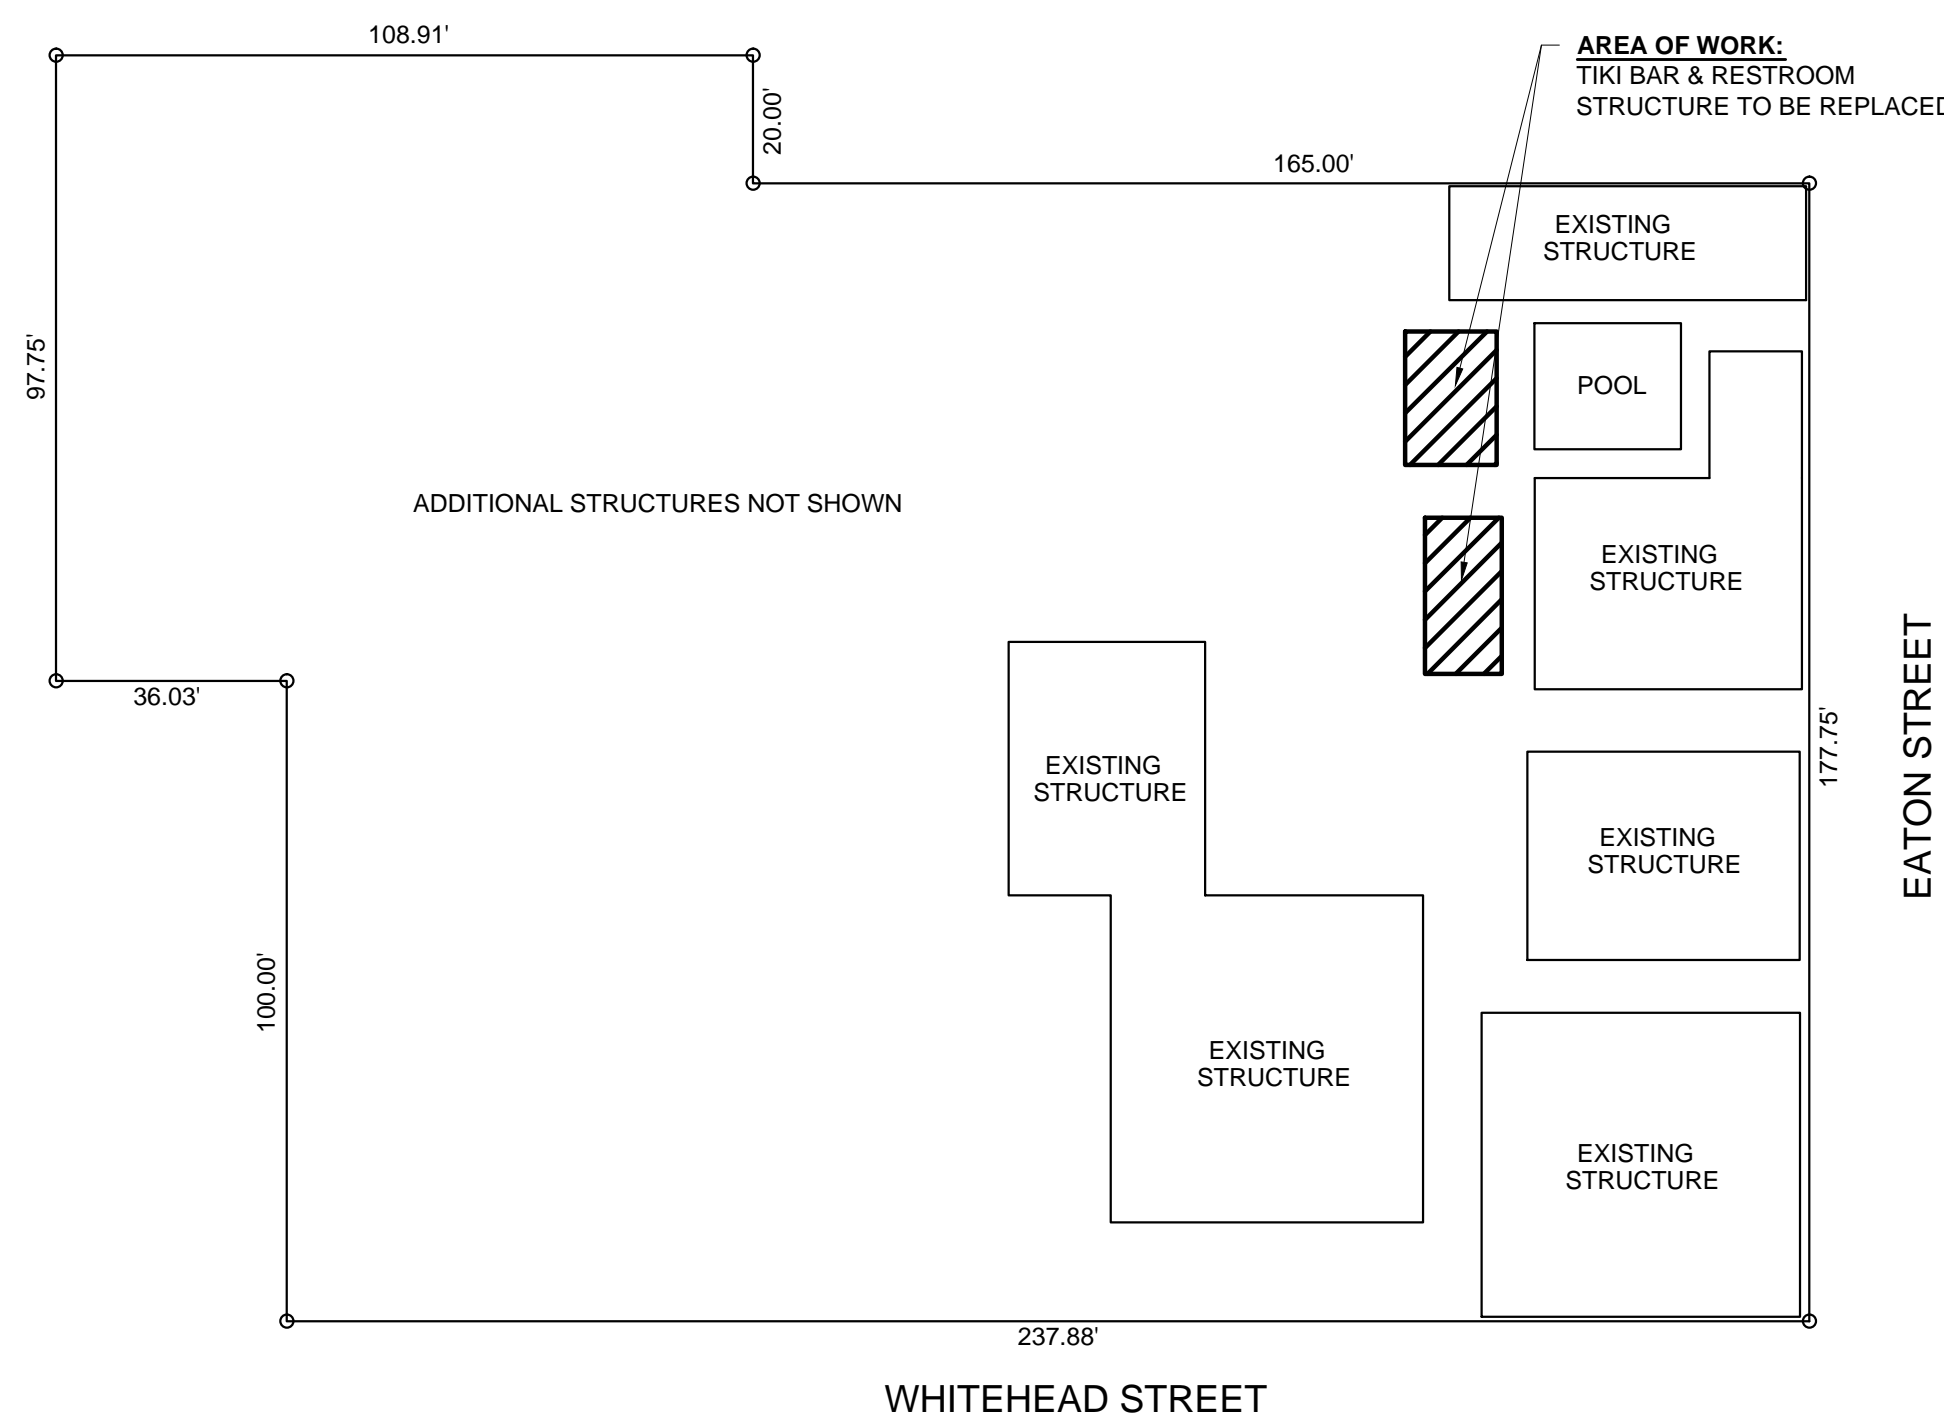 108.91'
AREA OF WORK:
TIKI BAR & RESTROOM
STRUCTURE TO BE REPLACED
20.00'
165.00'
EXISTING
STRUCTURE
97.75'
POOL
ADDITIONAL STRUCTURES NOT SHOWN
EXISTING
STRUCTURE
36.03'
177.75'
EATON STREET
EXISTING
STRUCTURE
EXISTING
STRUCTURE
100.00'
EXISTING
STRUCTURE
EXISTING
STRUCTURE
237.88'
WHITEHEAD STREET